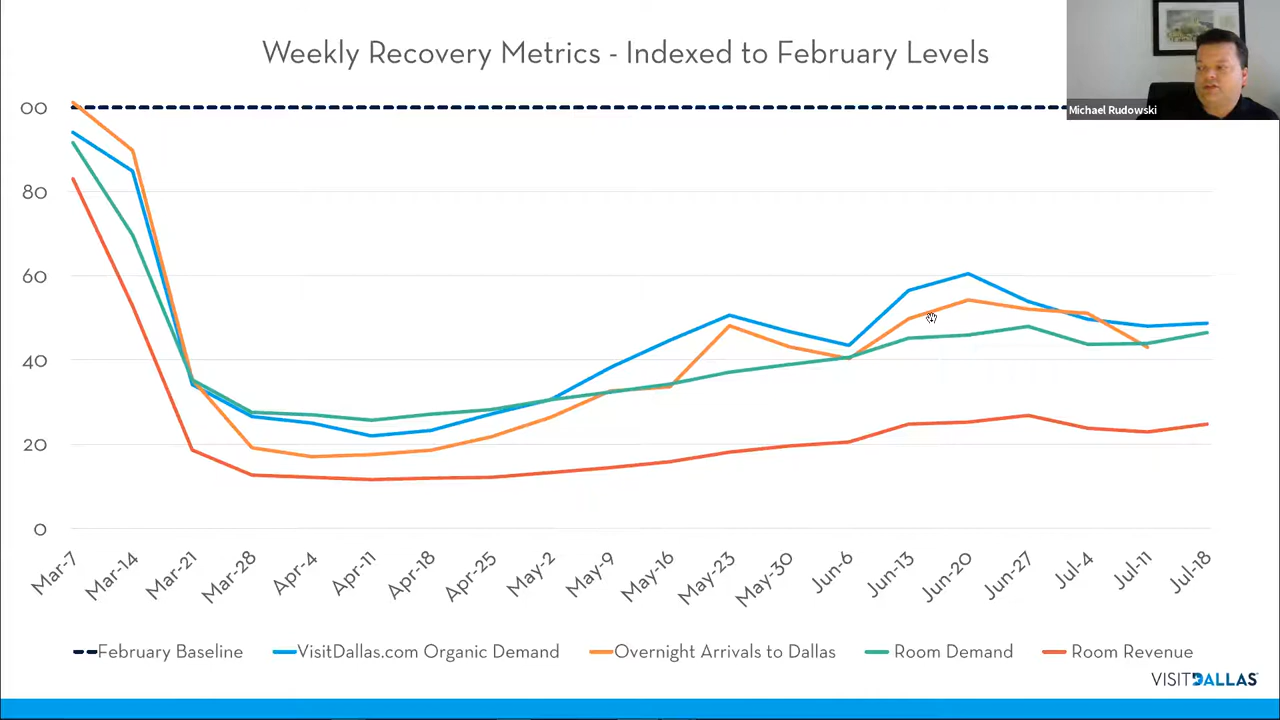 Weekly Recovery Metrics - Indexed to February Levels
Michael Rudowski
00
80
60
40
20
0
Mar-7
Mar-14
Mar-21
Mar-28
Apr-4
Apr-11
Apr-18
Apr-25
May-2
May-9
May-16
May-23
May-30
Jun-6
Jun-13
Jun-20
Jun-27
Jul-4
Jul-11
Jul-18
February Baseline
VisitDallas.com Organic Demand
Overnight Arrivals to Dallas
Room Demand
Room Revenue
VISITDALLAS